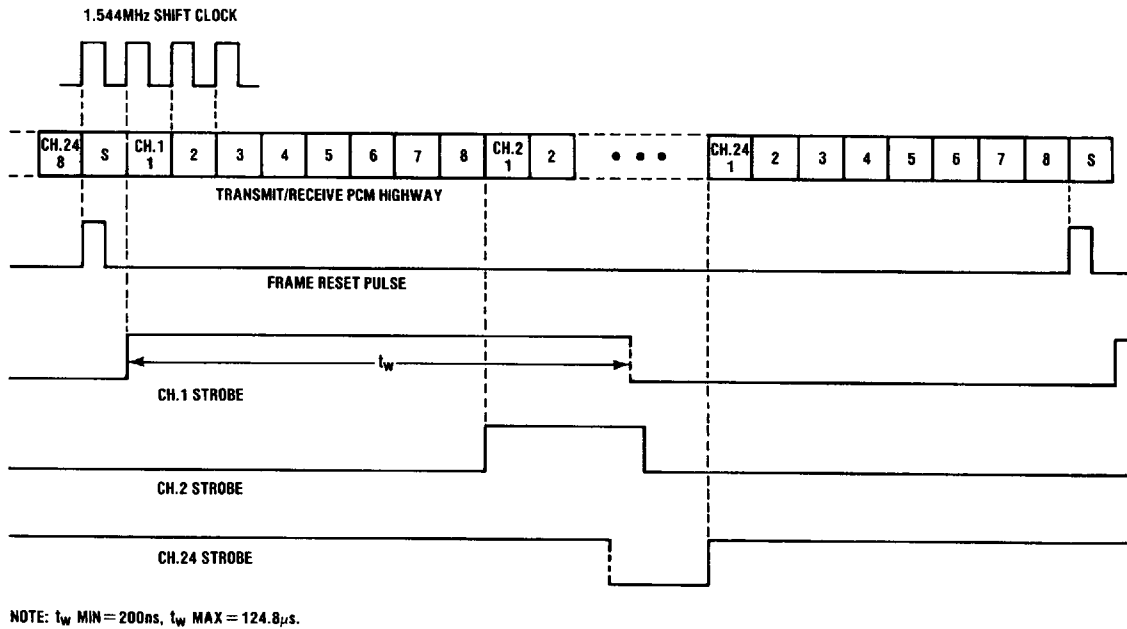 1.544MHz SHIFT CLOCK
CH.24 8 S CH.1 1 2 3 4 5 6 7 8 CH.2 1 2 • • • CH.24 1 2 3 4 5 6 7 8 S
TRANSMIT/RECEIVE PCM HIGHWAY
FRAME RESET PULSE
tw
CH.1 STROBE
CH.2 STROBE
CH.24 STROBE
NOTE: tw MIN = 200ns, tw MAX = 124.8µs.